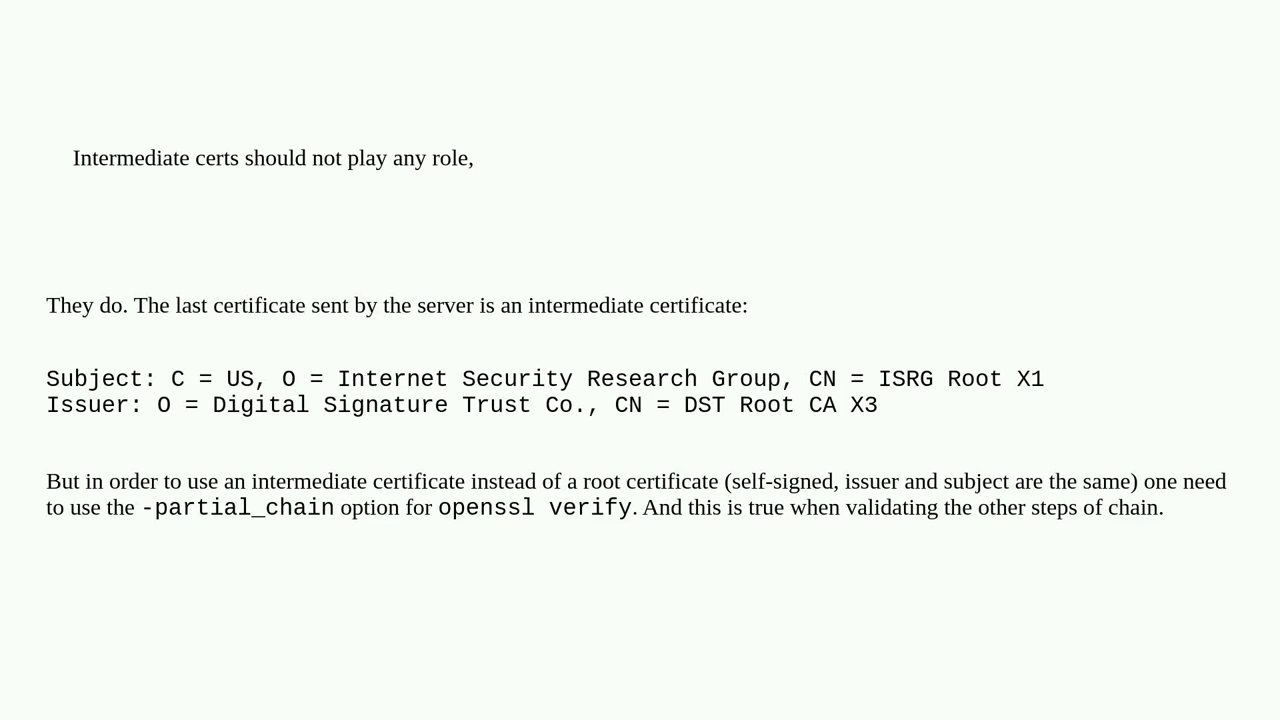 Intermediate certs should not play any role,
They do. The last certificate sent by the server is an intermediate certificate:
Subject: C = US, O = Internet Security Research Group, CN = ISRG Root X1
Issuer: O = Digital Signature Trust Co., CN = DST Root CA X3
But in order to use an intermediate certificate instead of a root certificate (self-signed, issuer and subject are the same) one need
to use the -partial_chain option for openssl verify. And this is true when validating the other steps of chain.